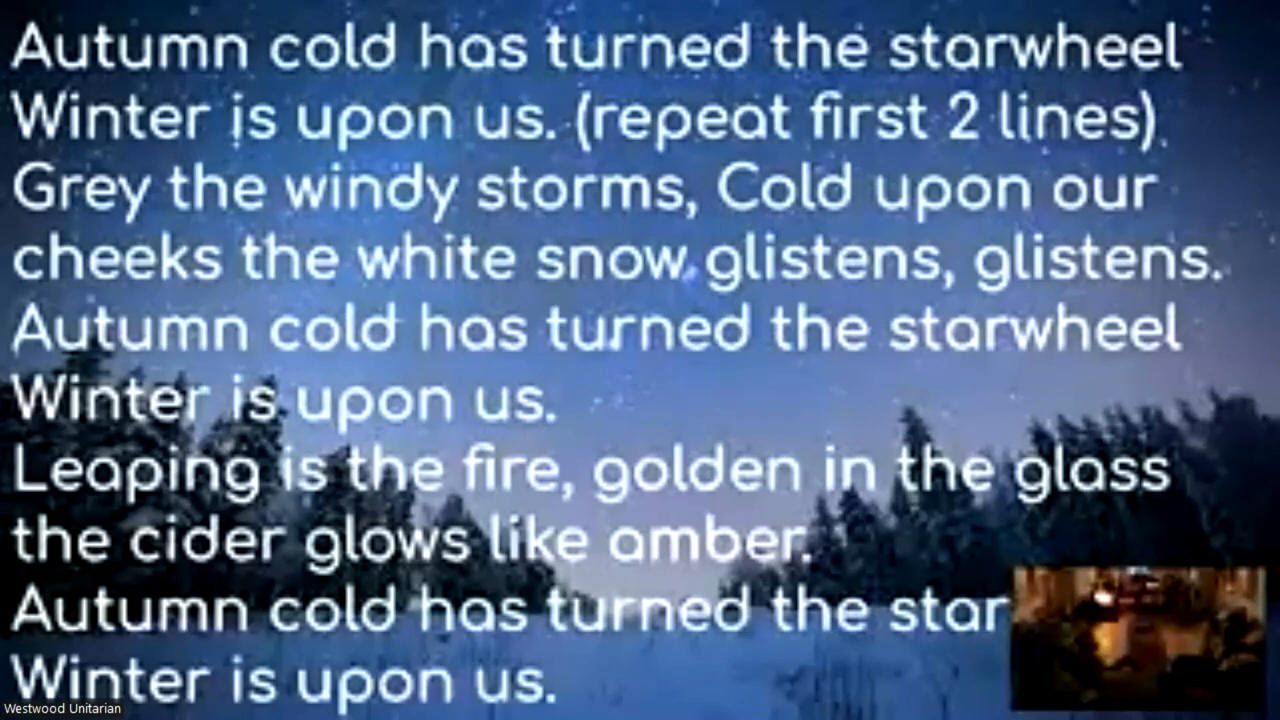 Autumn cold has turned the starwheel
Winter is upon us. (repeat first 2 lines)
Grey the windy storms, Cold upon our
cheeks the white snow glistens, glistens.
Autumn cold has turned the starwheel
Winter is upon us.
Leaping is the fire, golden in the glass
the cider glows like amber.
Autumn cold has turned the star
Winter is upon us.
Westwood Unitarian